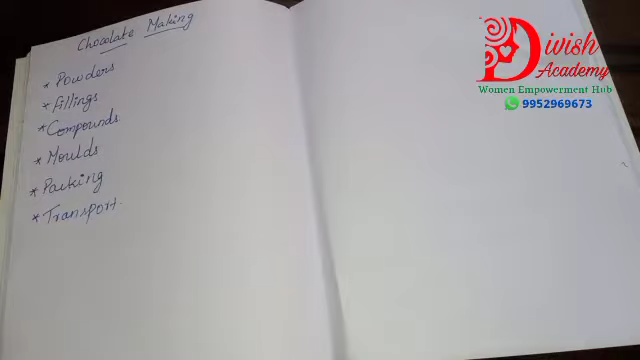 Chocolate Making
* Powders
* Fillings
* Compounds.
* Moulds
* Packing
* Transport.
Divish
Academy
Women Empowerment Hub
9952969673